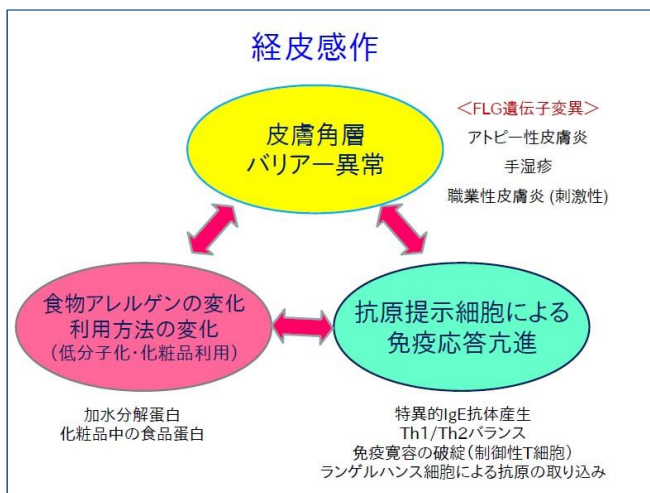 経皮感作
皮膚角層
バリアー異常
＜FLG遺伝子変異＞
アトピー性皮膚炎
手湿疹
職業性皮膚炎 (刺激性)
食物アレルゲンの変化
利用方法の変化
（低分子化・化粧品利用）
加水分解蛋白
化粧品中の食品蛋白
抗原提示細胞による
免疫応答亢進
特異的IgE抗体産生
Th1/Th2バランス
免疫寛容の破綻（制御性T細胞）
ランゲルハンス細胞による抗原の取り込み